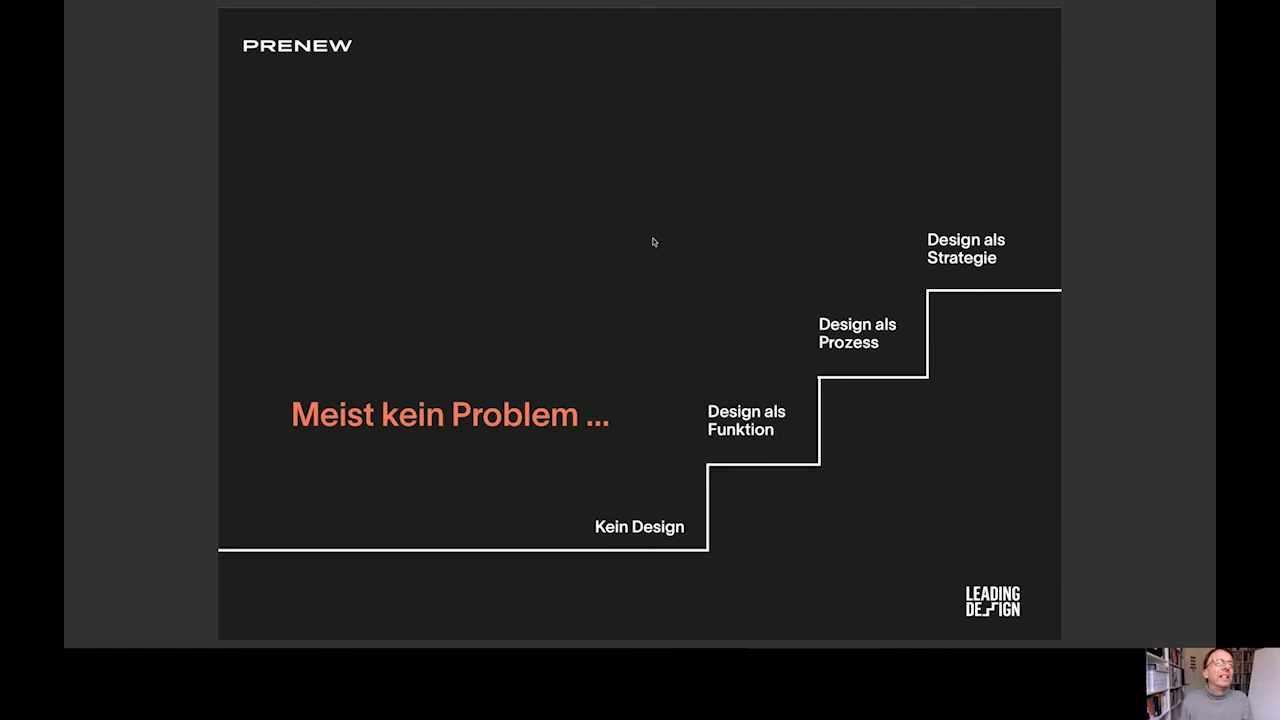 PRENEW
Design als
Strategie
Design als
Prozess
Meist kein Problem ...
Design als
Funktion
Kein Design
LEADING
DESIGN